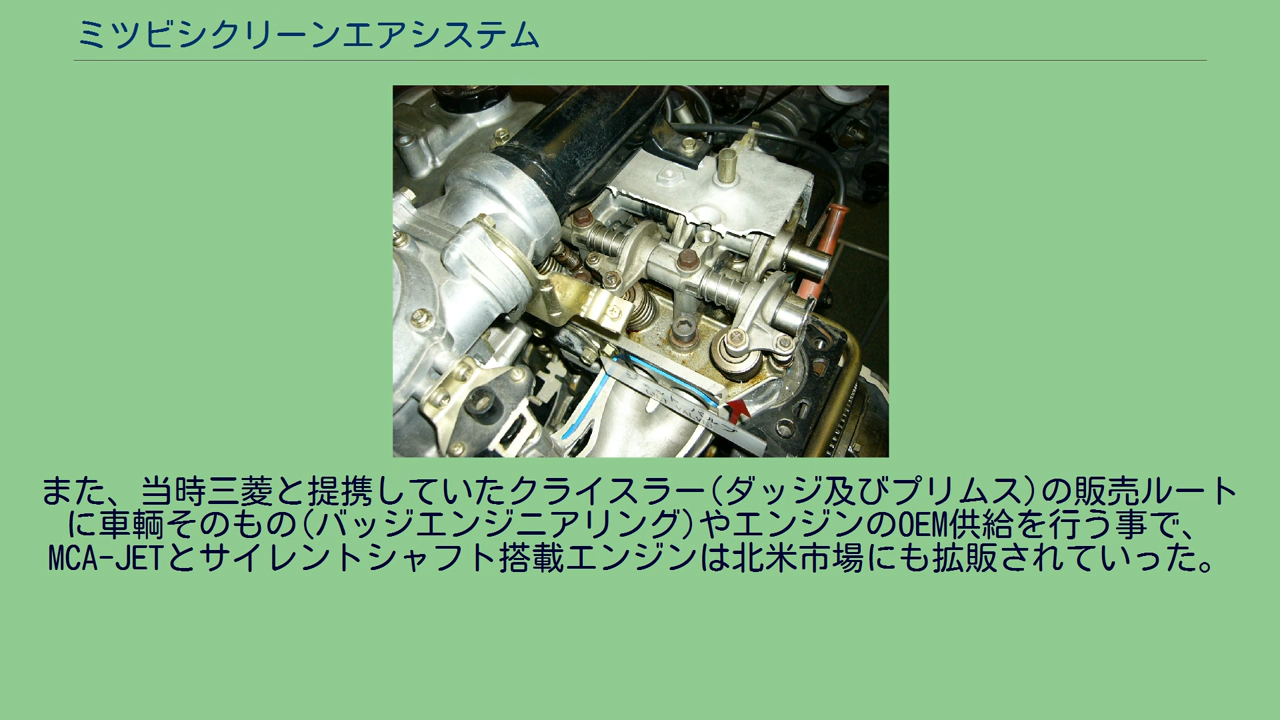 ミツビシクリーンエアシステム
また、当時三菱と提携していたクライスラー(ダッジ及びプリムス)の販売ルート
に車輌そのもの(バッジエンジニアリング)やエンジンのOEM供給を行う事で、
MCA-JETとサイレントシャフト搭載エンジンは北米市場にも拡販されていった。